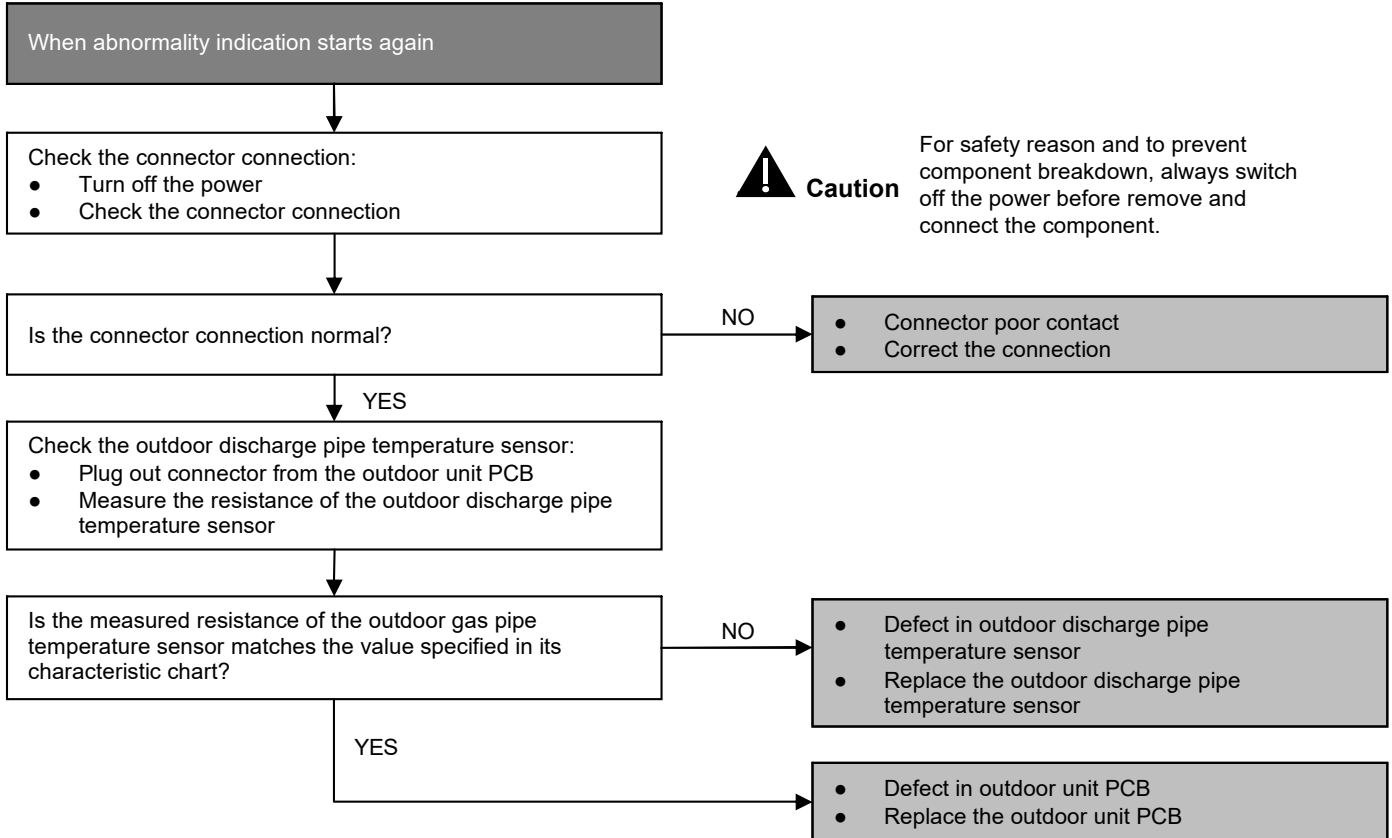 When abnormality indication starts again
Check the connector connection:
● Turn off the power
● Check the connector connection
Caution
For safety reason and to prevent
component breakdown, always switch
off the power before remove and
connect the component.
Is the connector connection normal?
NO
● Connector poor contact
● Correct the connection
YES
Check the outdoor discharge pipe temperature sensor:
● Plug out connector from the outdoor unit PCB
● Measure the resistance of the outdoor discharge pipe
temperature sensor
Is the measured resistance of the outdoor gas pipe
temperature sensor matches the value specified in its
characteristic chart?
NO
● Defect in outdoor discharge pipe
temperature sensor
● Replace the outdoor discharge pipe
temperature sensor
YES
● Defect in outdoor unit PCB
● Replace the outdoor unit PCB